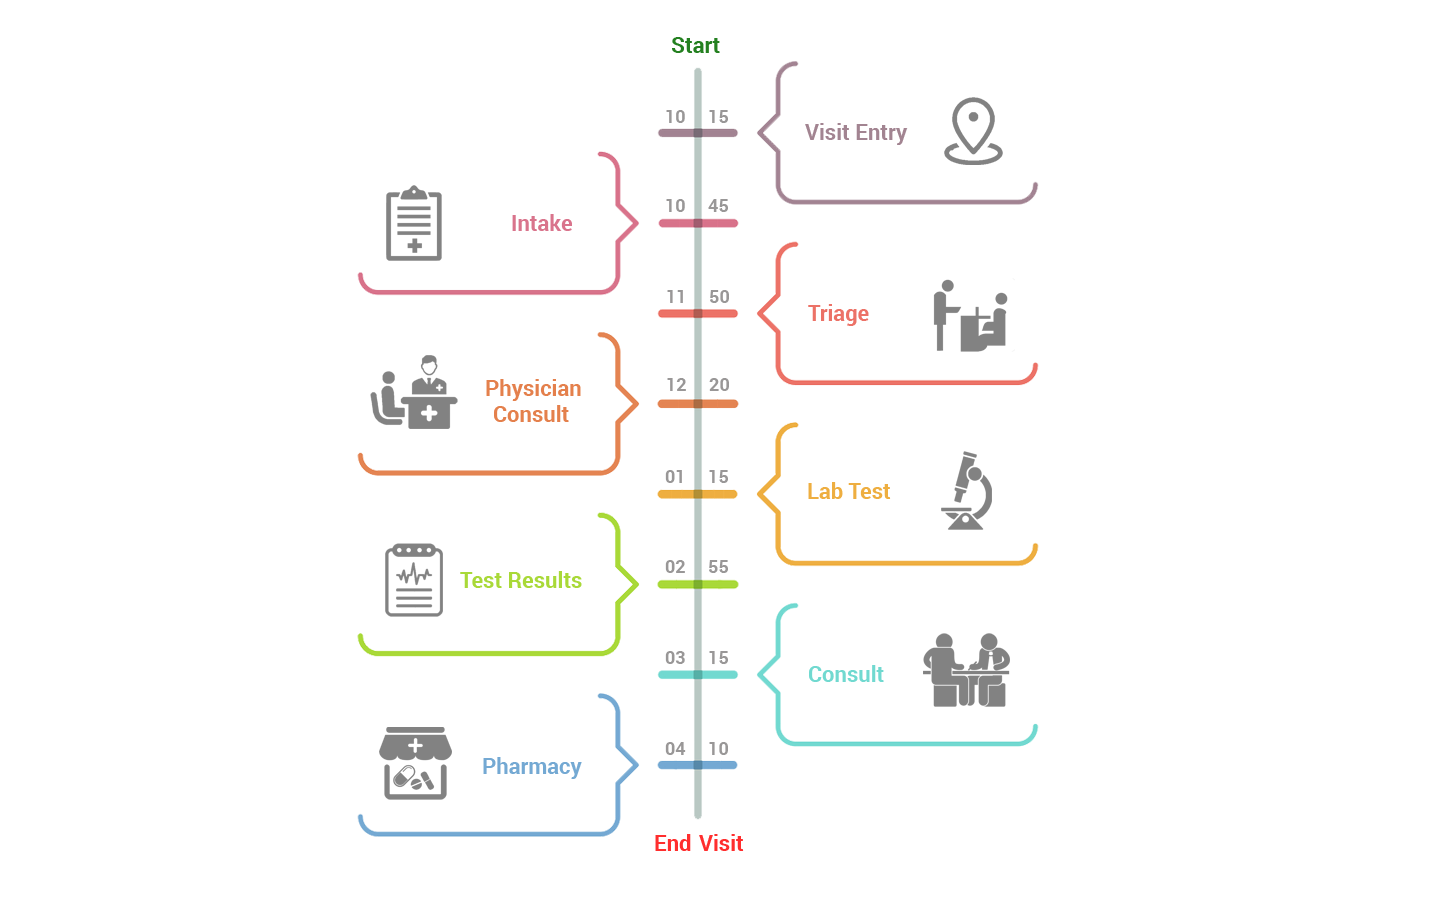 Start
10 15
Visit Entry
10 45
Intake
11 50
Triage
12 20
Physician
Consult
01 15
Lab Test
02 55
Test Results
03 15
Consult
04 10
Pharmacy
End Visit